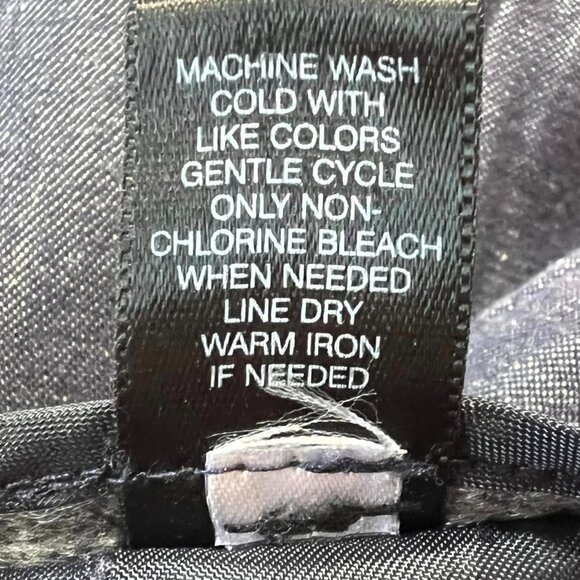 MACHINE WASH
COLD WITH
LIKE COLORS
GENTLE CYCLE
ONLY NON-
CHLORINE BLEACH
WHEN NEEDED
LINE DRY
WARM IRON
IF NEEDED